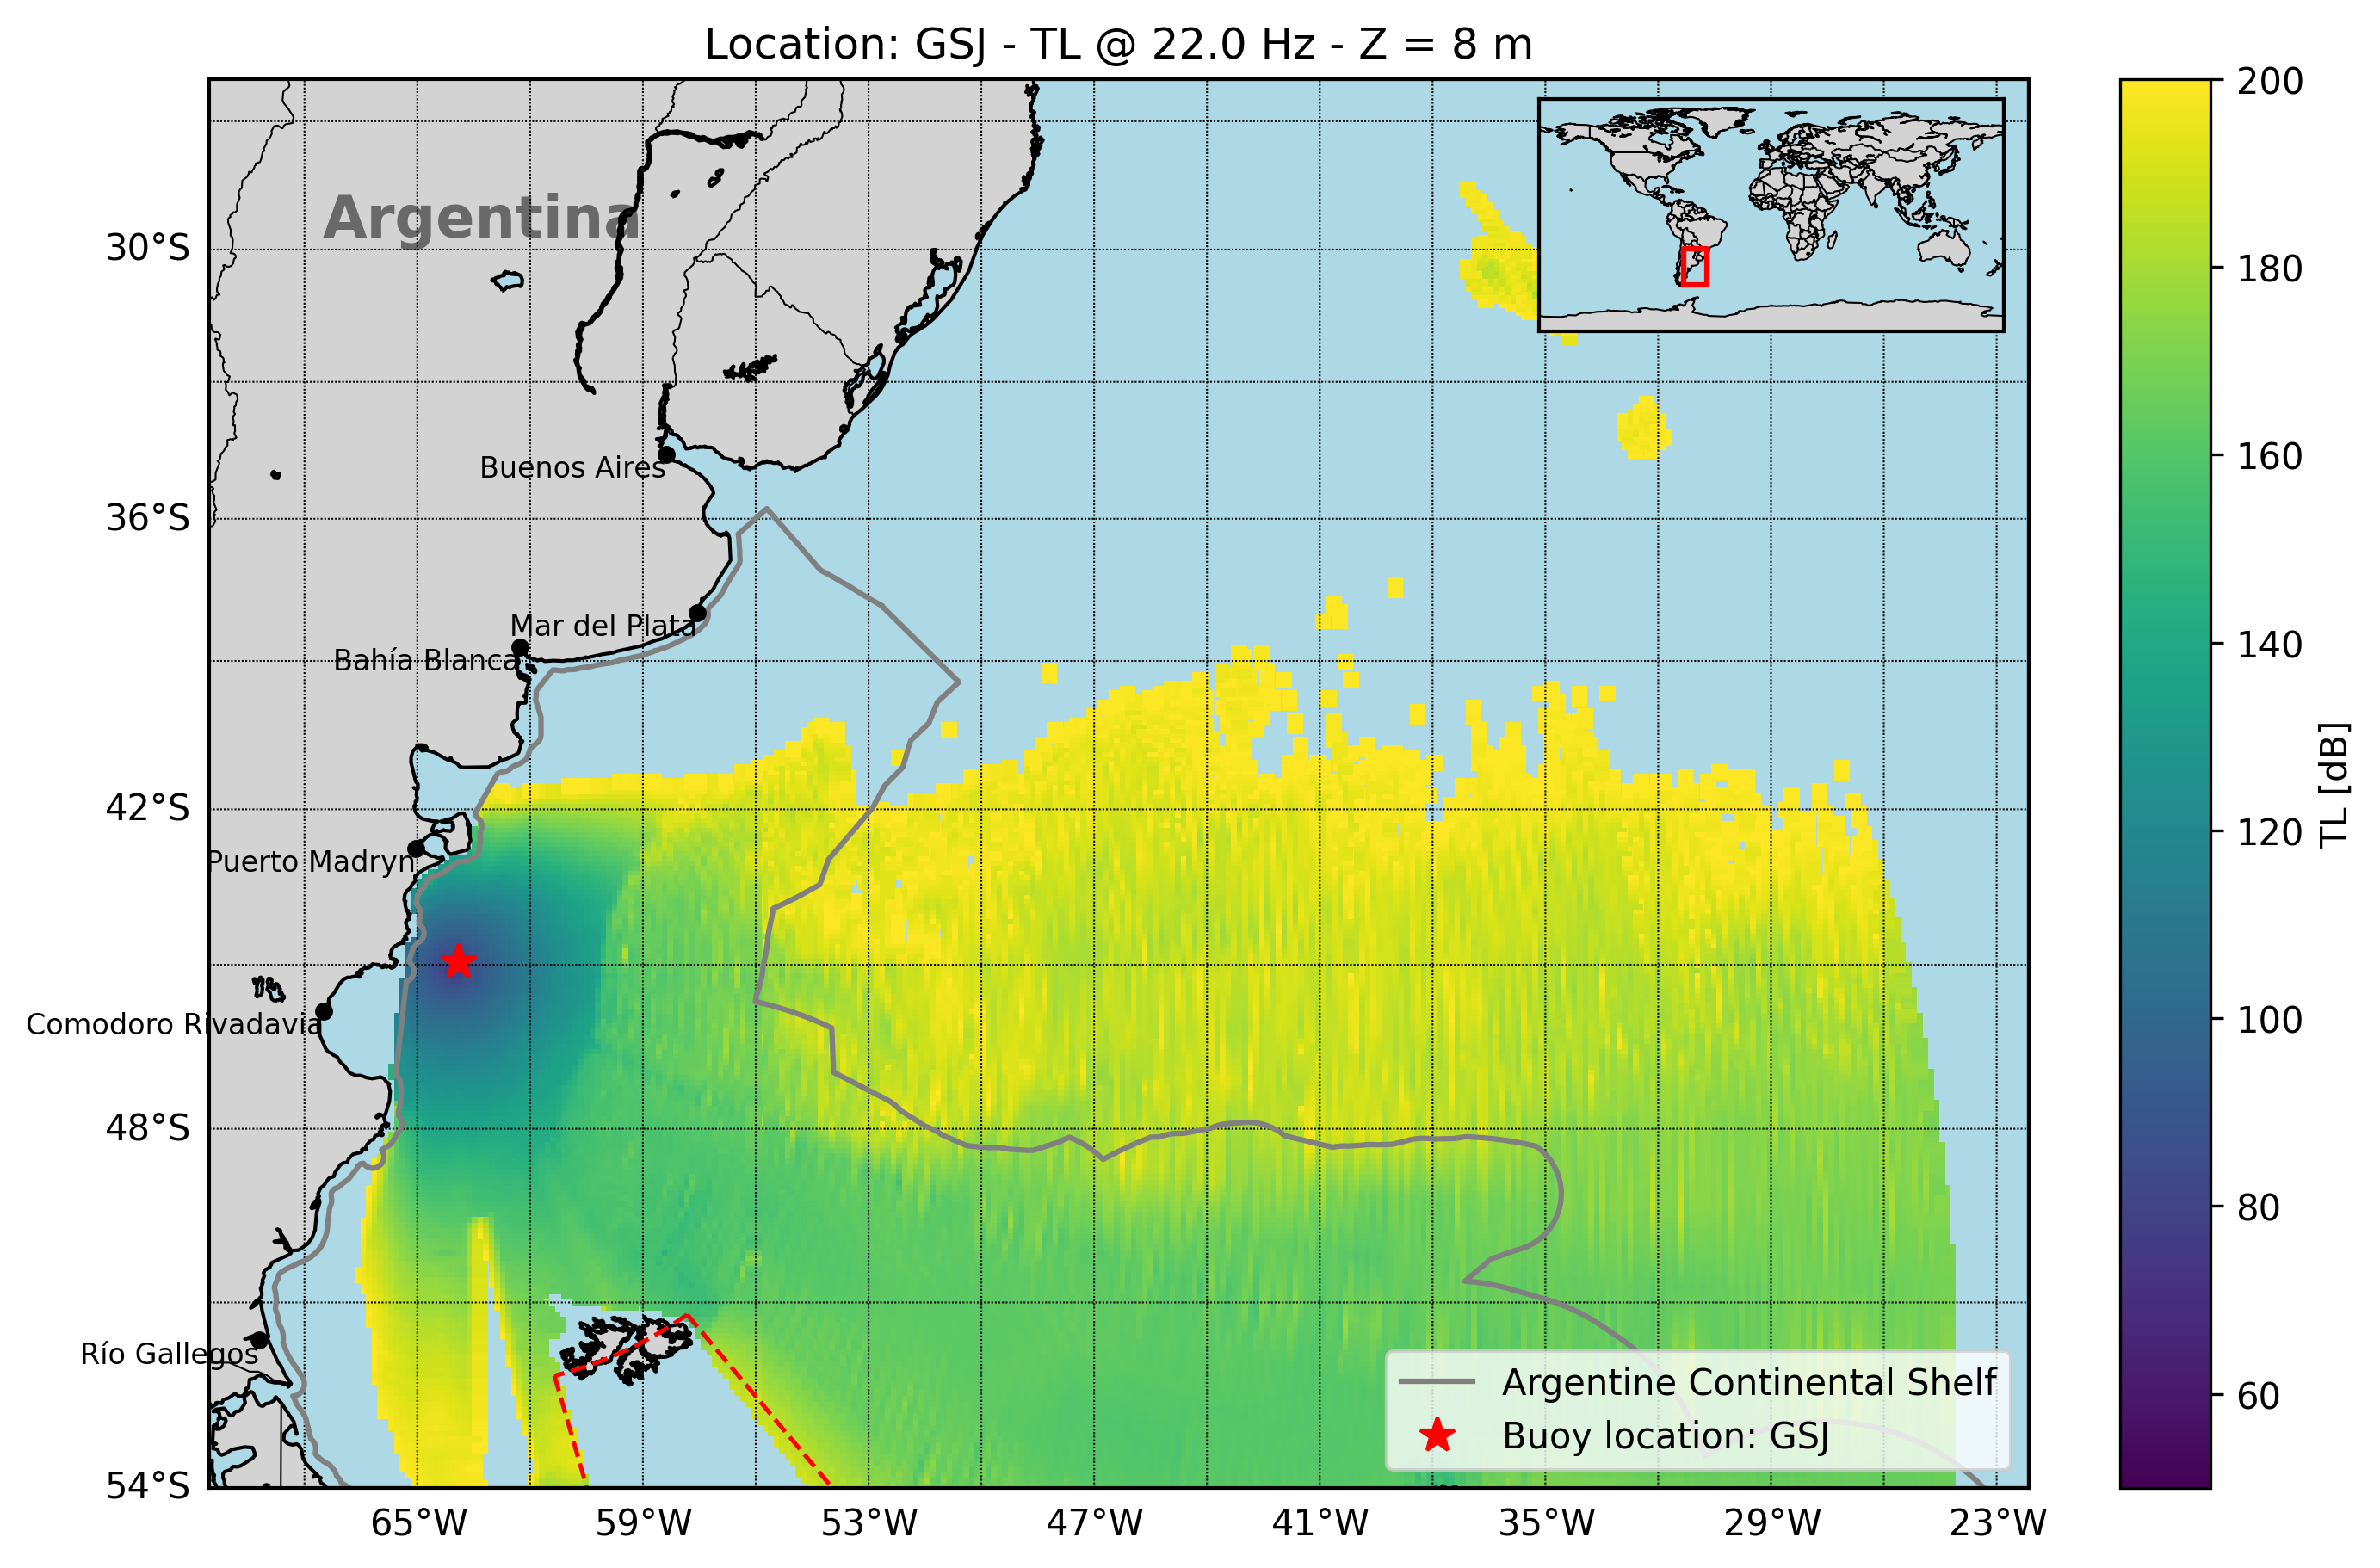 Location: GSJ - TL @ 22.0 Hz - Z = 8 m
Argentina
30°S
36°S
42°S
48°S
54°S
Buenos Aires
Mar del Plata
Bahía Blanca
Puerto Madryn
Comodoro Rivadavia
Río Gallegos
Argentine Continental Shelf
Buoy location: GSJ
65°W
59°W
53°W
47°W
41°W
35°W
29°W
23°W
200
180
160
140
120
100
80
60
TL [dB]